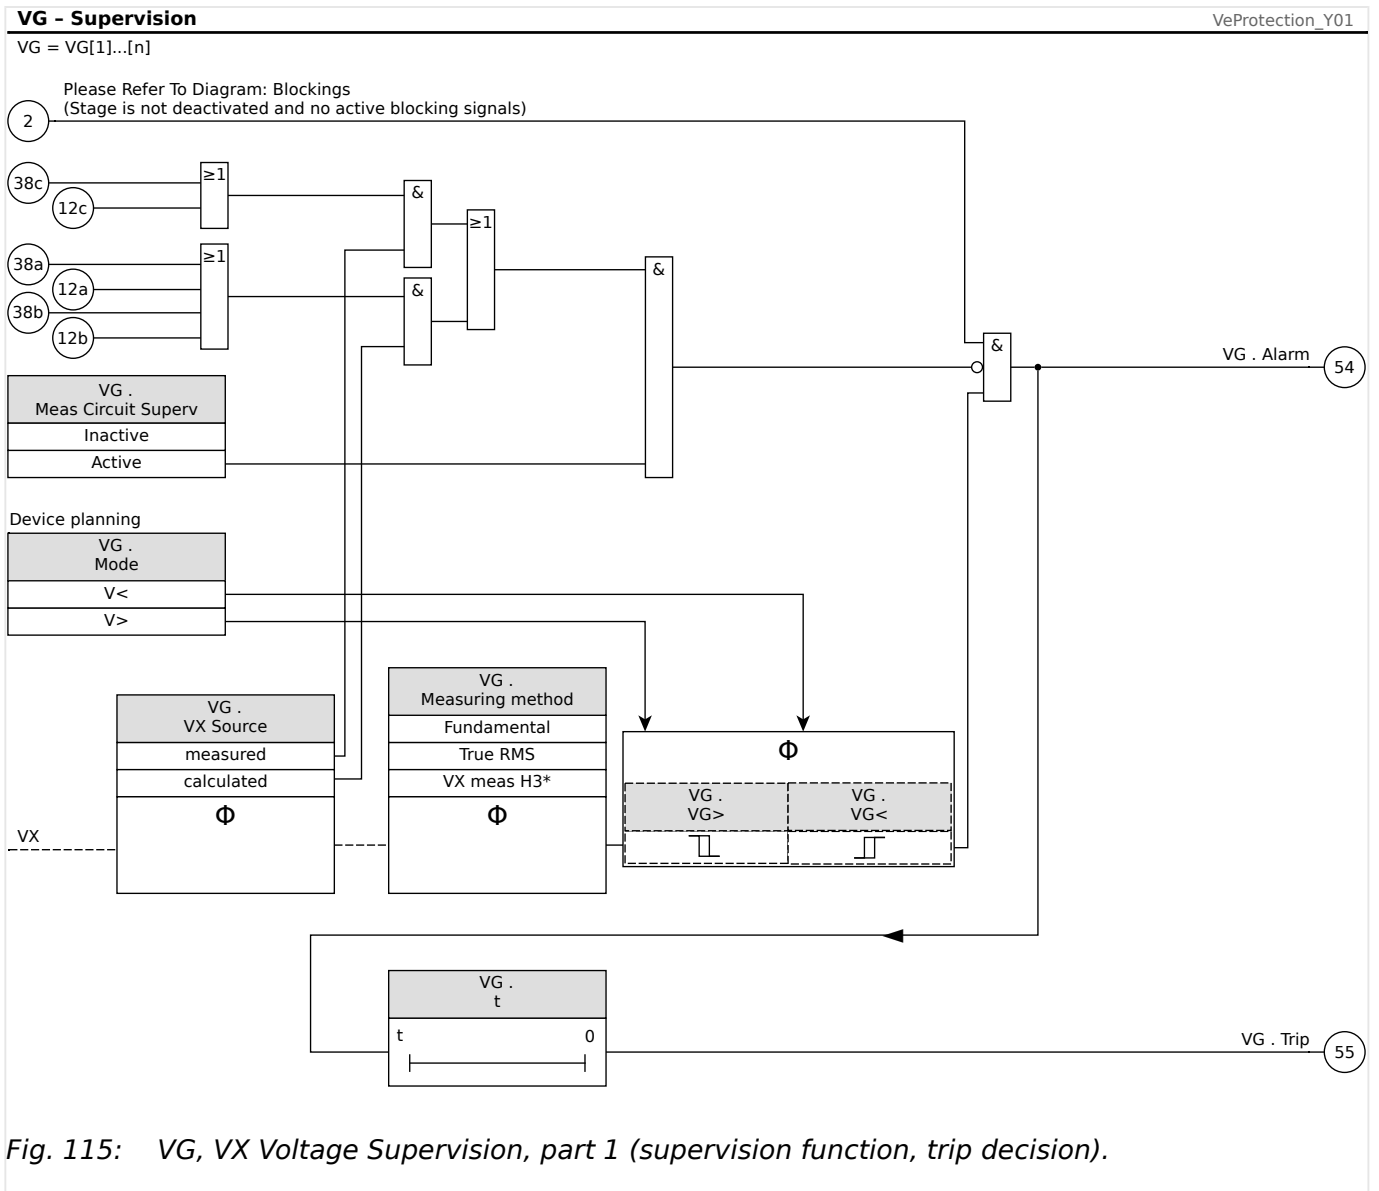 VG – Supervision
VeProtection_Y01
VG = VG[1]...[n]
Please Refer To Diagram: Blockings
(Stage is not deactivated and no active blocking signals)
2
38c
12c
≥1
&
≥1
38a
12a
38b
12b
≥1
&
&
&
VG . Alarm
54
VG .
Meas Circuit Superv
Inactive
Active
Device planning
VG .
Mode
V<
V>
VG .
VX Source
measured
calculated
Φ
VX
VG .
Measuring method
Fundamental
True RMS
VX meas H3*
Φ
Φ
VG .
VG>
VG .
VG<
VG .
t
t
0
VG . Trip
55
Fig. 115: VG, VX Voltage Supervision, part 1 (supervision function, trip decision).